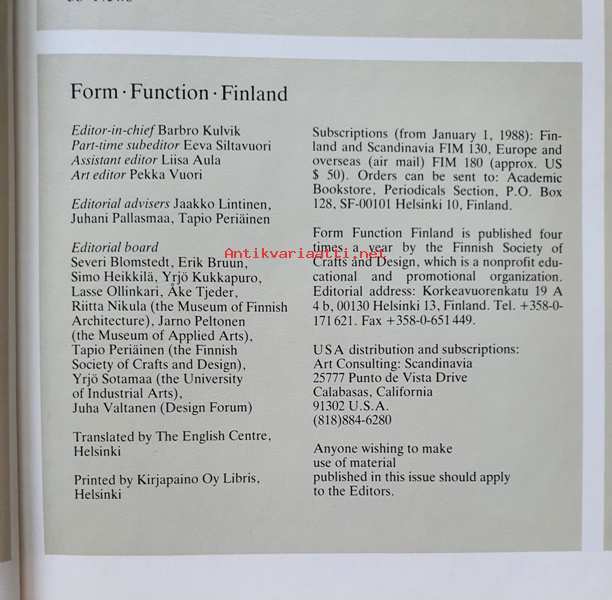 Form · Function · Finland
Editor-in-chief Barbro Kulvik
Part-time subeditor Eeva Siltavuori
Assistant editor Liisa Aula
Art editor Pekka Vuori
Editorial advisers Jaakko Lintinen,
Juhani Pallasmaa, Tapio Periäinen
Editorial board
Severi Blomstedt, Erik Bruun,
Simo Heikkilä, Yrjö Kukkapuro,
Lasse Ollinkari, Åke Tjeder,
Riitta Nikula (the Museum of Finnish
Architecture), Jarno Peltonen
(the Museum of Applied Arts),
Tapio Periäinen (the Finnish
Society of Crafts and Design),
Yrjö Sotamaa (the University
of Industrial Arts),
Juha Valtanen (Design Forum)
Translated by The English Centre,
Helsinki
Printed by Kirjapaino Oy Libris,
Helsinki
Subscriptions (from January 1, 1988): Fin-
land and Scandinavia FIM 130, Europe and
overseas (air mail) FIM 180 (approx. US
$ 50). Orders can be sent to: Academic
Bookstore, Periodicals Section, P.O. Box
128, SF-00101 Helsinki 10, Finland.
Form Function Finland is published four
times a year by the Finnish Society of
Crafts and Design, which is a nonprofit edu-
cational and promotional organization.
Editorial address: Korkeavuorenkatu 19 A
4 b, 00130 Helsinki 13, Finland. Tel. +358-0-
171 621. Fax +358-0-651 449.
USA distribution and subscriptions:
Art Consulting: Scandinavia
25777 Punto de Vista Drive
Calabasas, California
91302 U.S.A.
(818)884-6280
Anyone wishing to make
use of material
published in this issue should apply
to the Editors.
Antikvariaatti.net